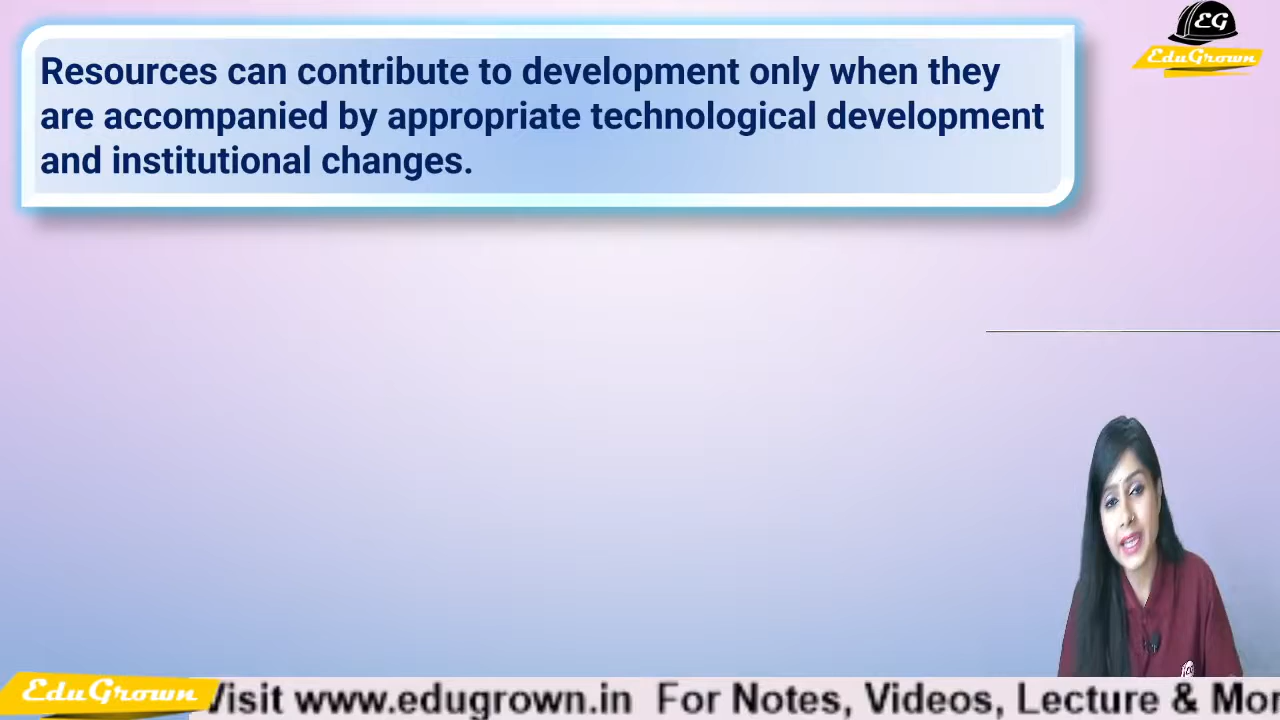 Resources can contribute to development only when they
are accompanied by appropriate technological development
and institutional changes.
EG
EduGrown
EduGrown
Visit www.edugrown.in For Notes, Videos, Lecture &